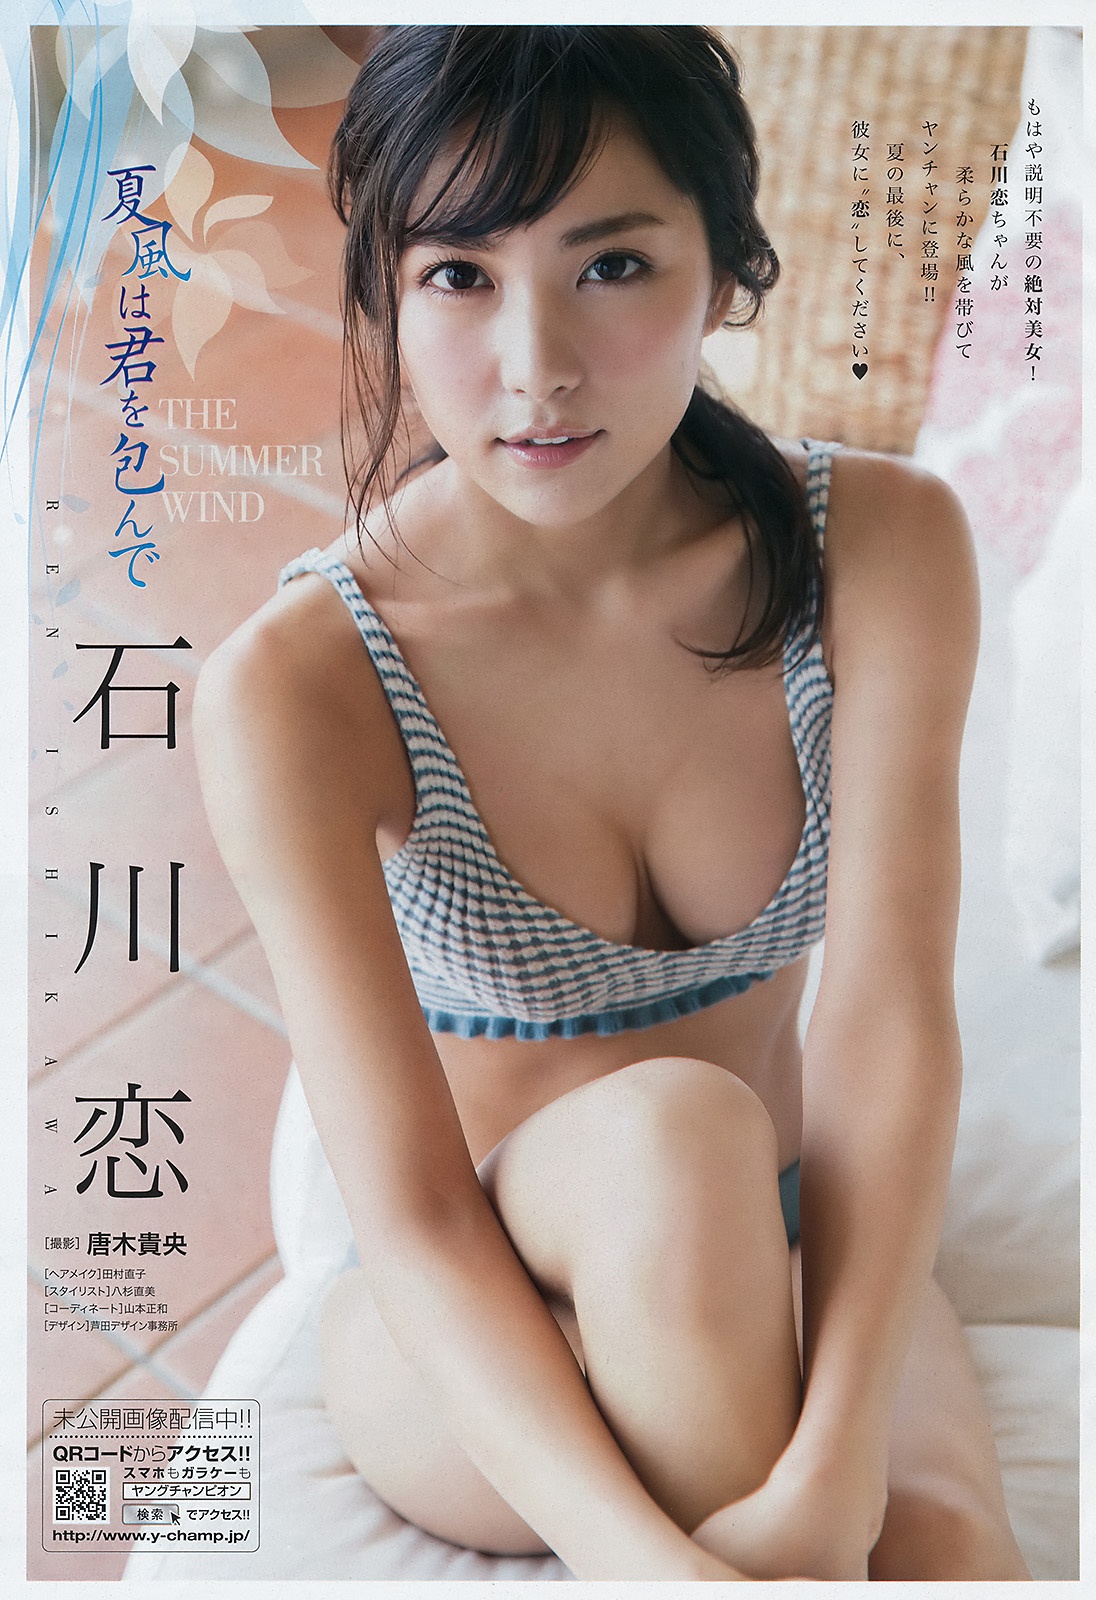 もはや説明不要の絶対美女！
石川恋ちゃんが
柔らかな風を帯びて
ヤンチャンに登場!!
夏の最後に、
彼女に〝恋〟してください♥
夏風は君を包んで
THE
SUMMER
WIND
REN ISHIKAWA
石川恋
［撮影］唐木貴央
［ヘアメイク］田村直子
［スタイリスト］八杉直美
［コーディネート］山本正和
［デザイン］芦田デザイン事務所
未公開画像配信中!!
QRコードからアクセス!!
スマホもガラケーも
ヤングチャンピオン
検索 でアクセス!!
http://www.y-champ.jp/